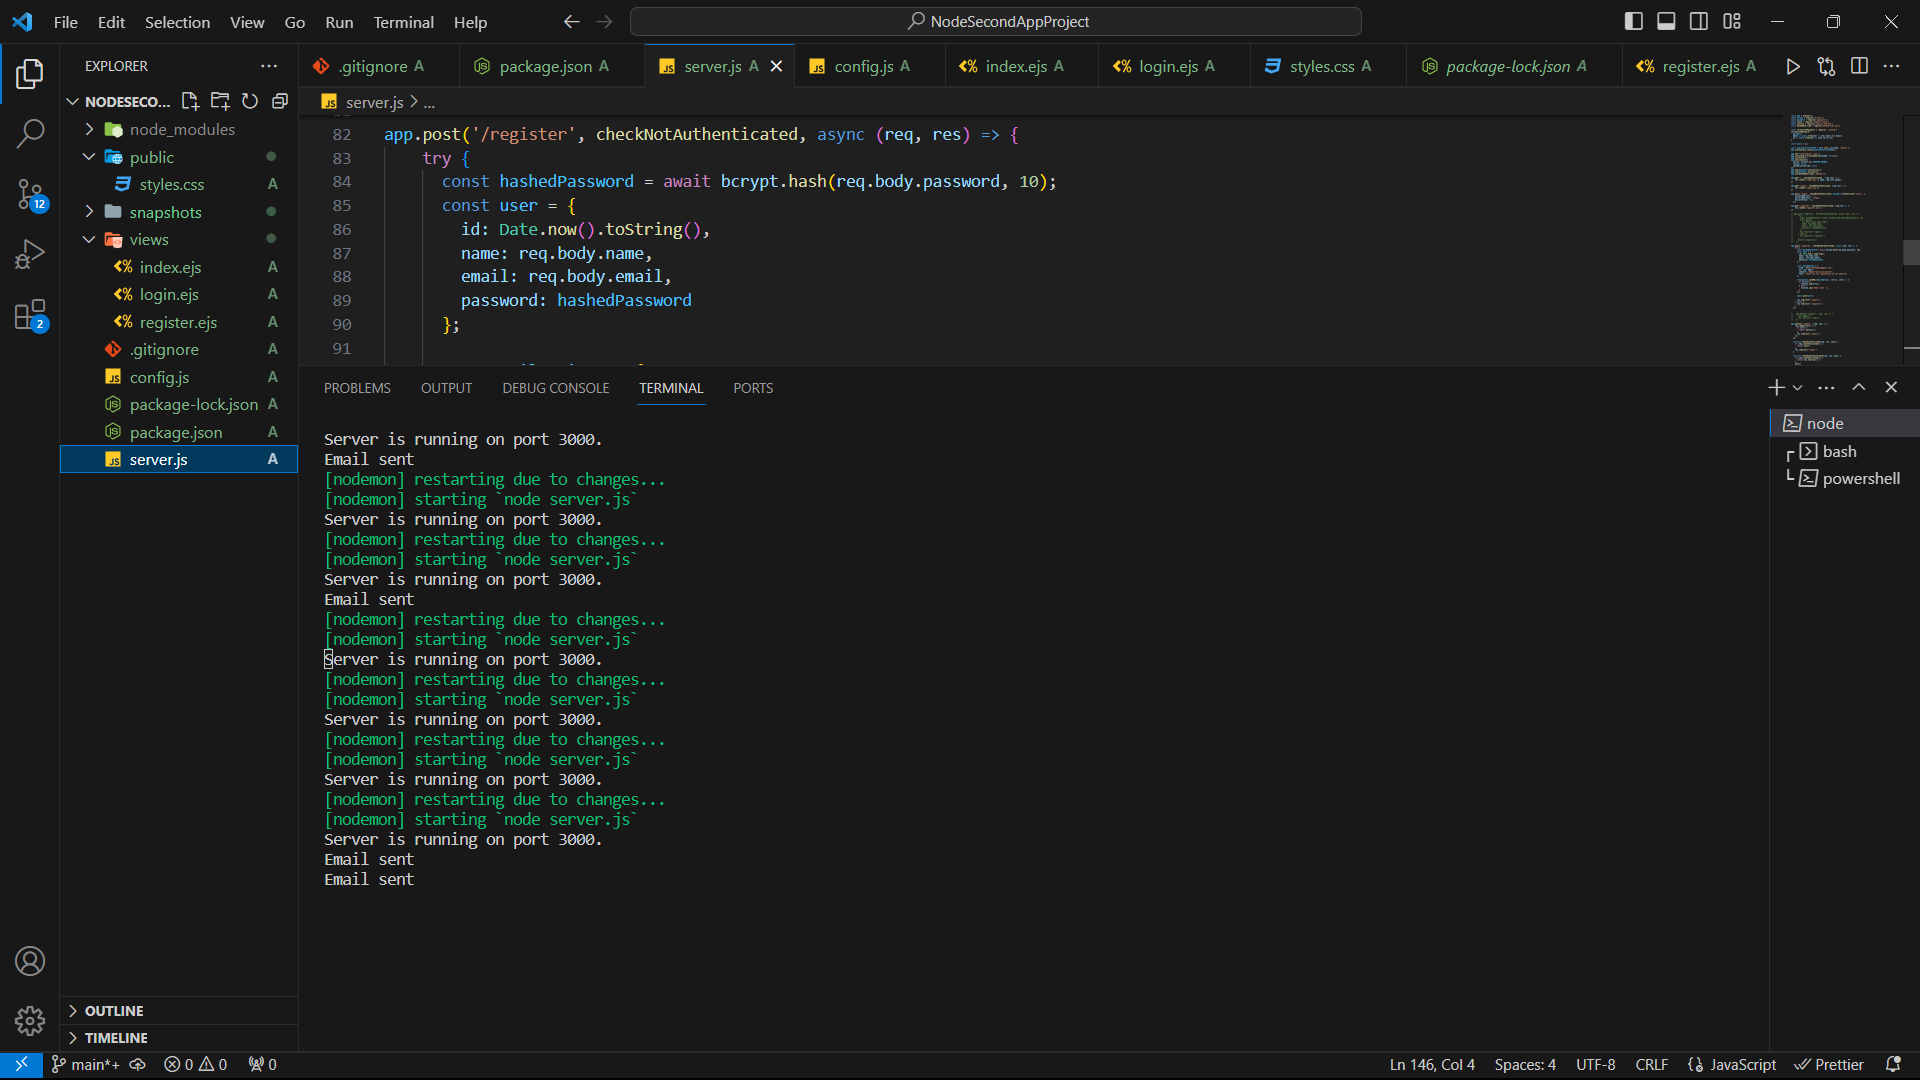 File Edit Selection View Go Run Terminal Help
NodeSecondAppProject
EXPLORER
NODESECO...
node_modules
public
styles.css A
snapshots
views
index.ejs A
login.ejs A
register.ejs A
.gitignore A
config.js A
package-lock.json A
package.json A
server.js A
OUTLINE
TIMELINE
12
2
.gitignore A
package.json A
server.js A
config.js A
index.ejs A
login.ejs A
styles.css A
package-lock.json A
register.ejs A
server.js > ...
82 app.post('/register', checkNotAuthenticated, async (req, res) => {
83 try {
84 const hashedPassword = await bcrypt.hash(req.body.password, 10);
85 const user = {
86 id: Date.now().toString(),
87 name: req.body.name,
88 email: req.body.email,
89 password: hashedPassword
90 };
91
PROBLEMS OUTPUT DEBUG CONSOLE TERMINAL PORTS
Server is running on port 3000.
Email sent
[nodemon] restarting due to changes...
[nodemon] starting `node server.js`
Server is running on port 3000.
[nodemon] restarting due to changes...
[nodemon] starting `node server.js`
Server is running on port 3000.
Email sent
[nodemon] restarting due to changes...
[nodemon] starting `node server.js`
Server is running on port 3000.
[nodemon] restarting due to changes...
[nodemon] starting `node server.js`
Server is running on port 3000.
[nodemon] restarting due to changes...
[nodemon] starting `node server.js`
Server is running on port 3000.
[nodemon] restarting due to changes...
[nodemon] starting `node server.js`
Server is running on port 3000.
Email sent
Email sent
node
bash
powershell
main*+ 0 0 0
Ln 146, Col 4 Spaces: 4 UTF-8 CRLF {} JavaScript Prettier